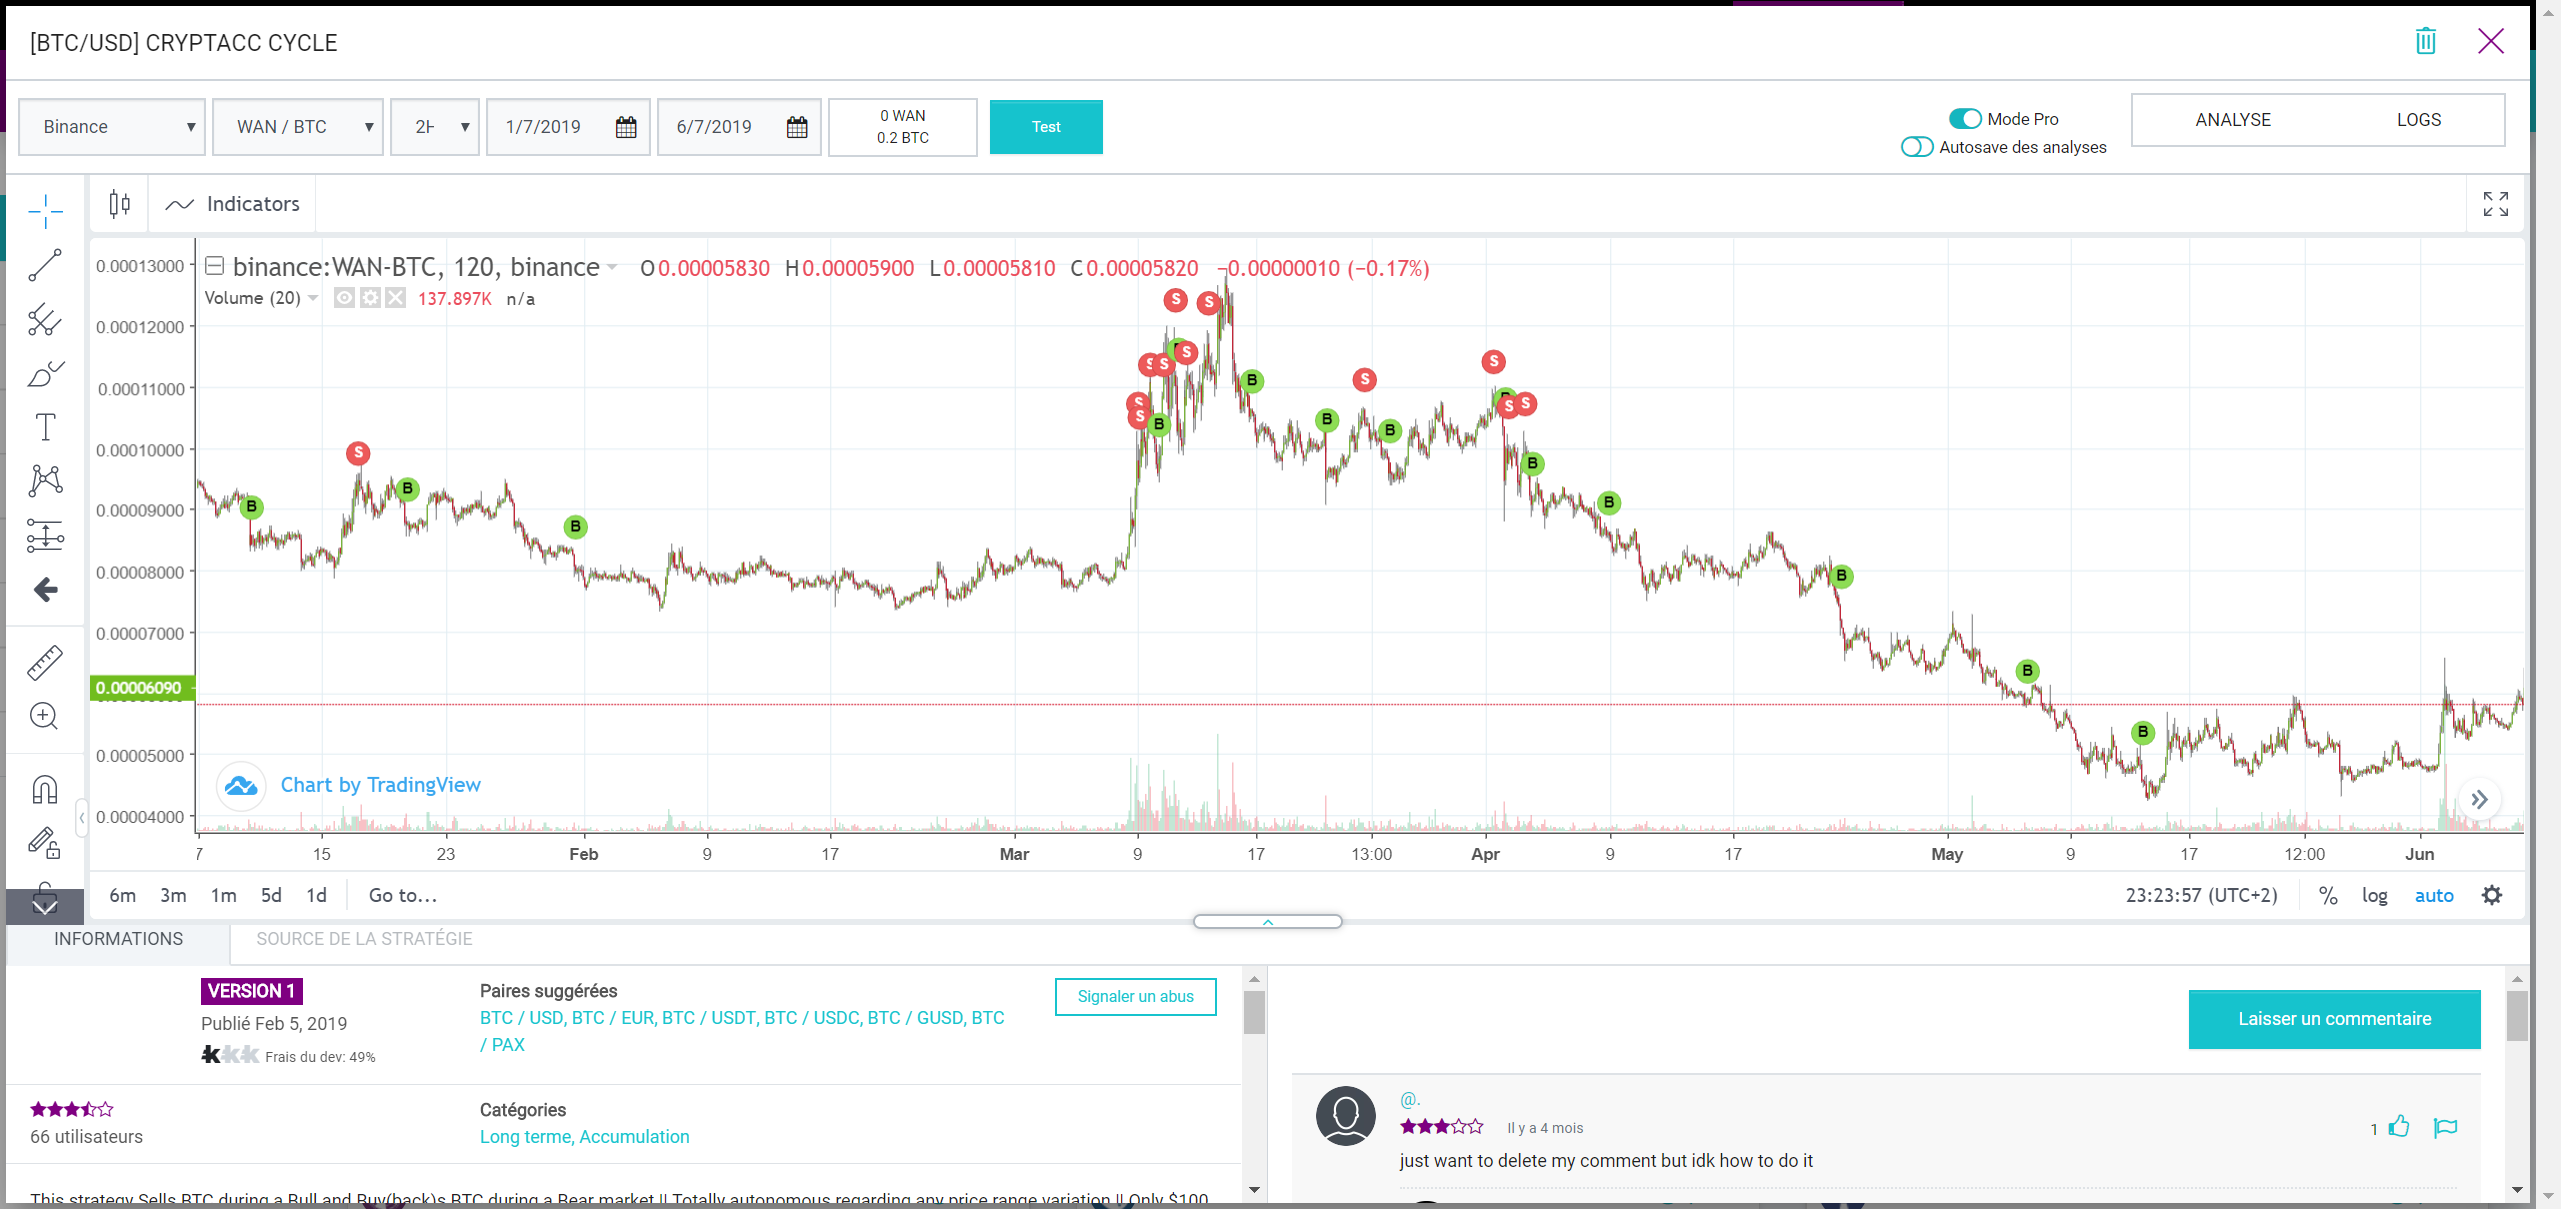 [BTC/USD] CRYPTACC CYCLE
Binance
WAN / BTC
1/7/2019
6/7/2019
0 WAN
0.2 BTC
Test
Mode Pro
Autosave des analyses
ANALYSE
LOGS
Indicators
binance:WAN-BTC, 120, binance O0.00005830 H0.00005900 L0.00005810 C0.00005820 −0.00000010 (−0.17%)
Volume (20) 137.897K n/a
0.00013000
0.00012000
0.00011000
0.00010000
0.00009000
0.00008000
0.00007000
0.00006090
0.00005000
0.00004000
S
B
B
B
S
S
S
S
B
S
S
S
B
B
S
B
S
S
S
B
B
B
B
B
Chart by TradingView
7 15 23 Feb 9 17 Mar 9 17 13:00 Apr 9 17 May 9 17 12:00 Jun
6m 3m 1m 5d 1d Go to...
23:23:57 (UTC+2) % log auto
INFORMATIONS
SOURCE DE LA STRATÉGIE
VERSION 1
Publié Feb 5, 2019
Frais du dev: 49%
Paires suggérées
BTC / USD, BTC / EUR, BTC / USDT, BTC / USDC, BTC / GUSD, BTC
/ PAX
Signaler un abus
66 utilisateurs
Catégories
Long terme, Accumulation
This strategy Sells BTC during a Bull and Buy(back)s BTC during a Bear market !! Totally autonomous regarding any price range variation !! Only $100
Laisser un commentaire
@.
Il y a 4 mois
1
just want to delete my comment but idk how to do it